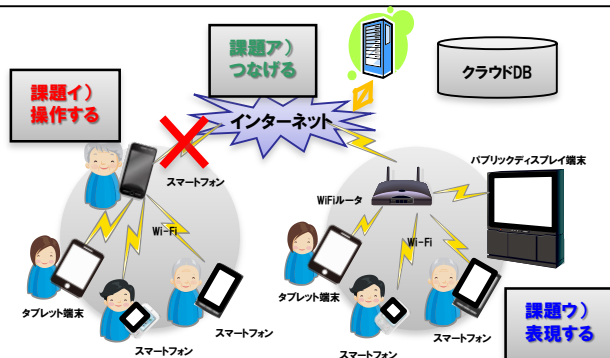 課題ア)
つなげる
クラウドDB
課題イ)
操作する
インターネット
パブリックディスプレイ端末
スマートフォン
WiFiルータ
Wi-Fi
Wi-Fi
タブレット端末
タブレット端末
スマートフォン
スマートフォン
スマートフォン
スマートフォン
課題ウ)
表現する